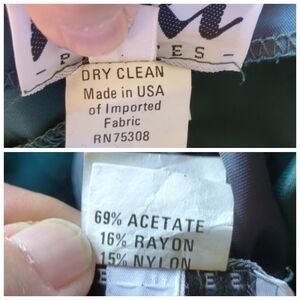 DRY CLEAN
Made in USA
of Imported
Fabric
RN75308
69% ACETATE
16% RAYON
15% NYLON